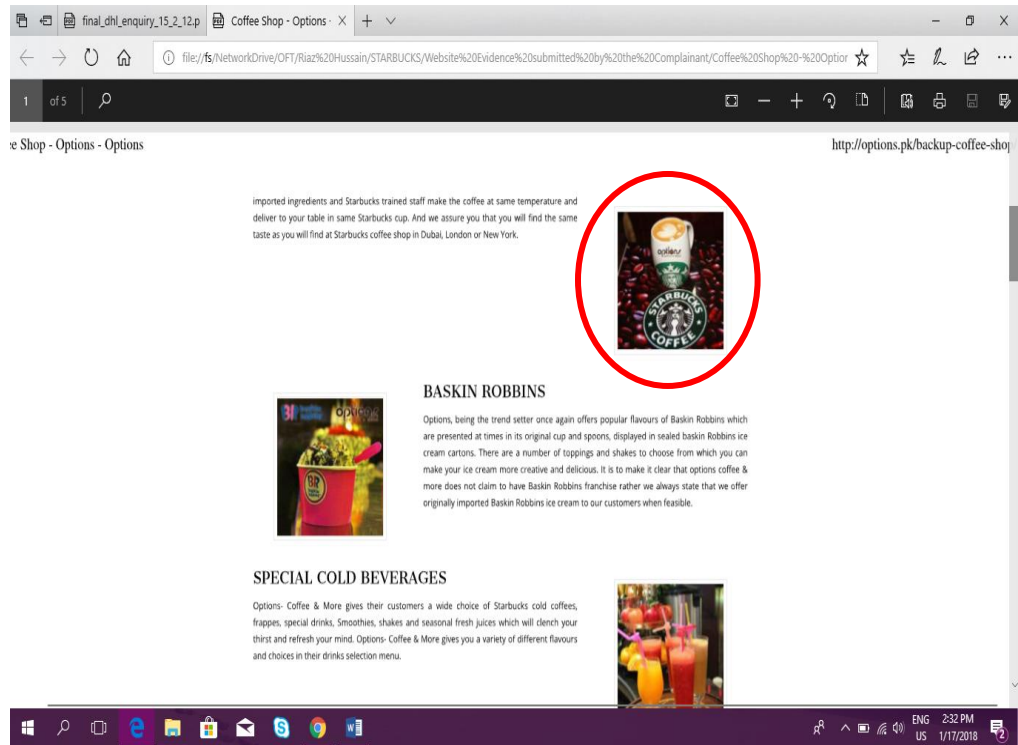 final_dhl_enquiry_15_2_12.p
Coffee Shop - Options ·
file://fs/NetworkDrive/OFT/Riaz%20Hussain/STARBUCKS/Website%20Evidence%20submitted%20by%20the%20Complainant/Coffee%20Shop%20-%20Option
1 of 5
ee Shop - Options - Options
http://options.pk/backup-coffee-shop
imported ingredients and Starbucks trained staff make the coffee at same temperature and
deliver to your table in same Starbucks cup. And we assure you that you will find the same
taste as you will find at Starbucks coffee shop in Dubai, London or New York.
options
STARBUCKS
COFFEE
BASKIN ROBBINS
Options, being the trend setter once again offers popular flavours of Baskin Robbins which
are presented at times in its original cup and spoons, displayed in sealed baskin Robbins ice
cream cartons. There are a number of toppings and shakes to choose from which you can
make your ice cream more creative and delicious. It is to make it clear that options coffee &
more does not claim to have Baskin Robbins franchise rather we always state that we offer
originally imported Baskin Robbins ice cream to our customers when feasible.
BR
options
BR
SPECIAL COLD BEVERAGES
Options- Coffee & More gives their customers a wide choice of Starbucks cold coffees,
frappes, special drinks, Smoothies, shakes and seasonal fresh juices which will clench your
thirst and refresh your mind. Options- Coffee & More gives you a variety of different flavours
and choices in their drinks selection menu.
ENG
US
2:32 PM
1/17/2018
2